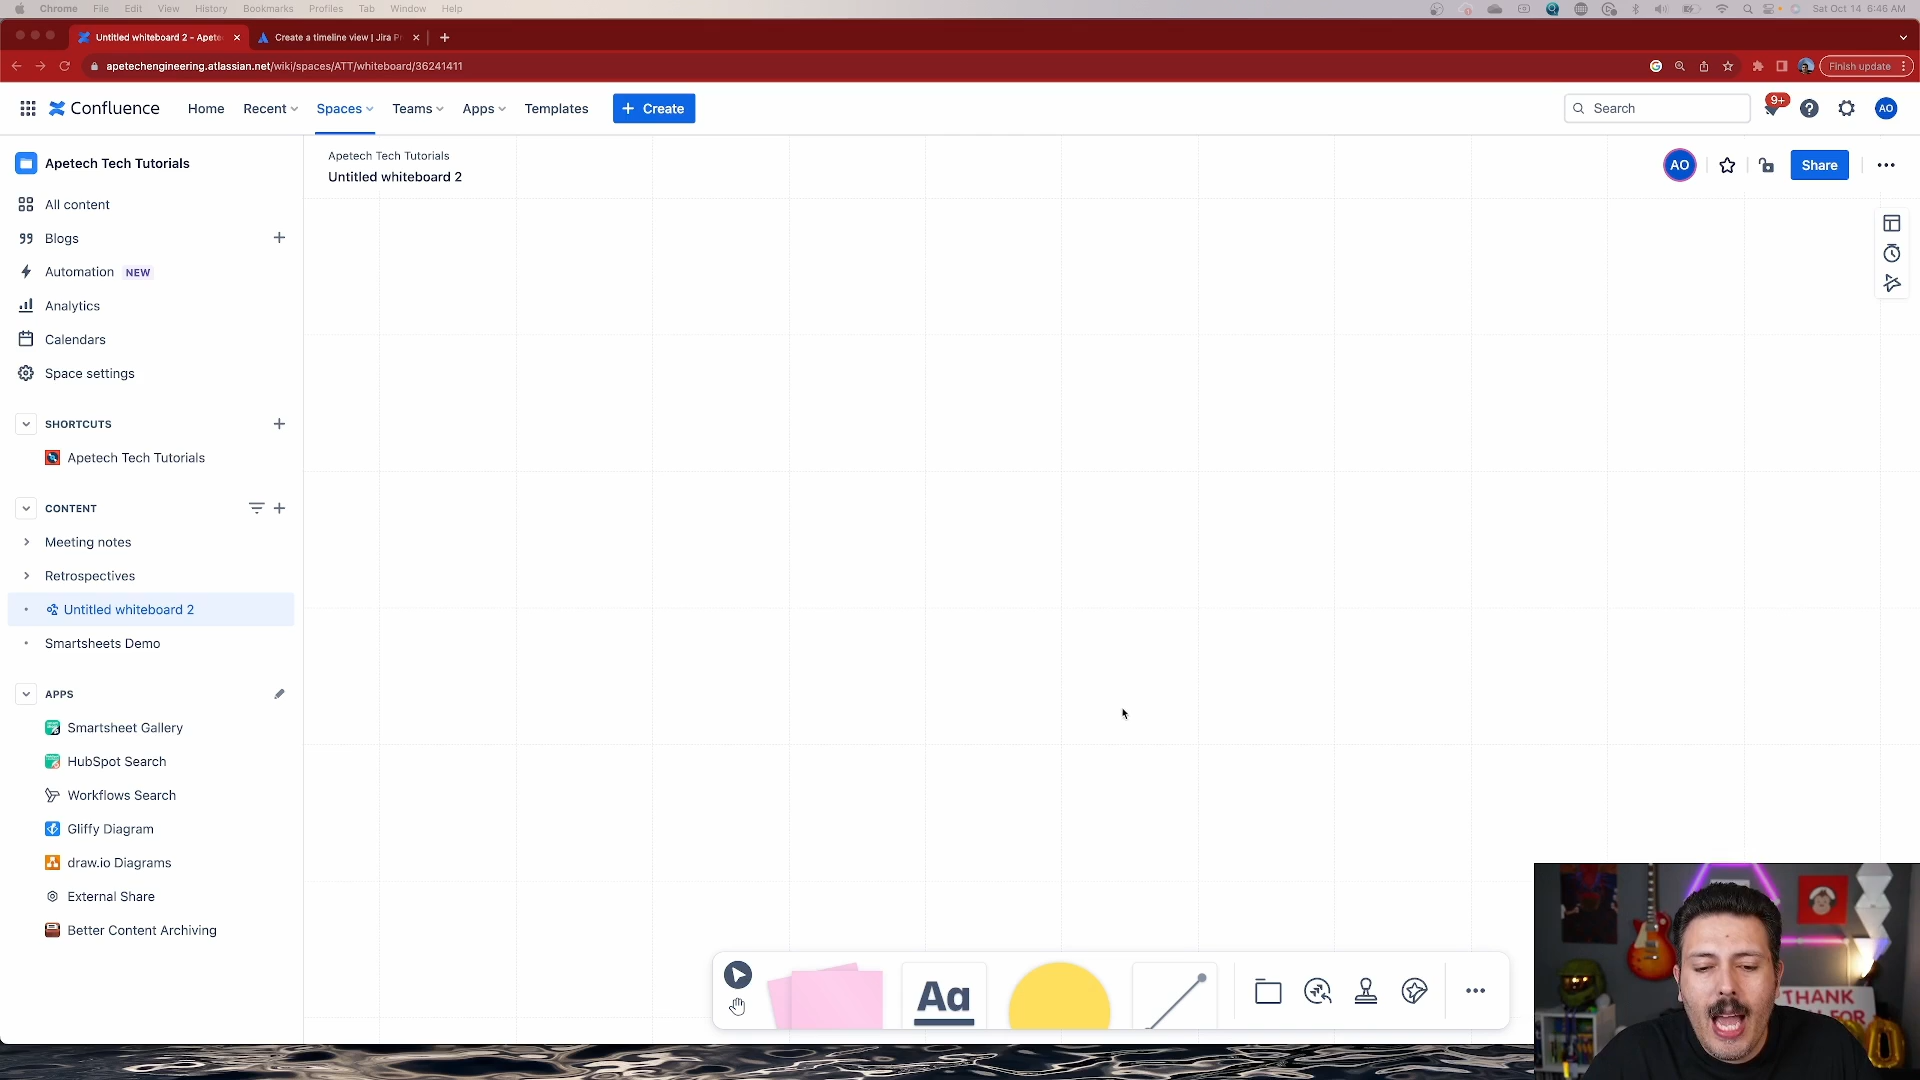 Chrome File Edit View History Bookmarks Profiles Tab Window Help
Sat Oct 14 6:46 AM
Untitled whiteboard 2 - Apete
Create a timeline view | Jira P
apetechengineering.atlassian.net/wiki/spaces/ATT/whiteboard/36241411
Finish update
Confluence
Home
Recent
Spaces
Teams
Apps
Templates
+ Create
Search
9+
AO
Apetech Tech Tutorials
All content
Blogs
Automation NEW
Analytics
Calendars
Space settings
SHORTCUTS
Apetech Tech Tutorials
CONTENT
Meeting notes
Retrospectives
Untitled whiteboard 2
Smartsheets Demo
APPS
Smartsheet Gallery
HubSpot Search
Workflows Search
Gliffy Diagram
draw.io Diagrams
External Share
Better Content Archiving
Apetech Tech Tutorials
Untitled whiteboard 2
AO
Share
Aa
THANK
FOR